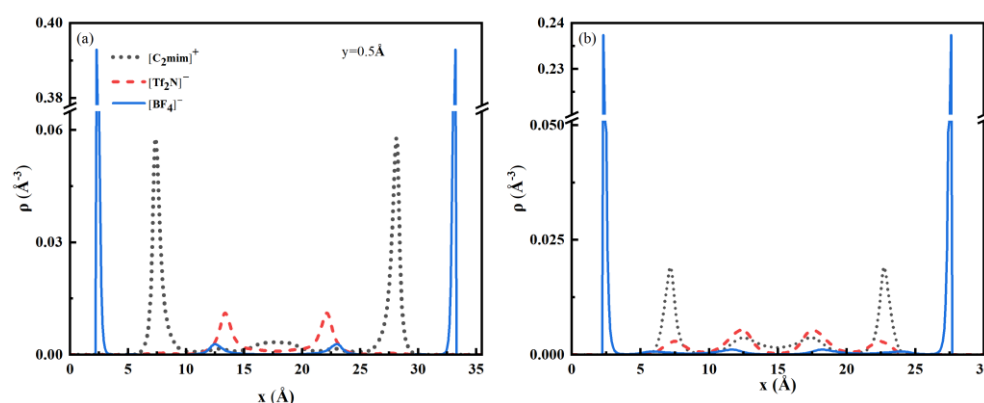 0.40
(a)
y=0.5Å
[C₂mim]⁺
[Tf₂N]⁻
[BF₄]⁻
0.38
0.06
0.03
0.00
ρ (Å⁻³)
0 5 10 15 20 25 30 35
x (Å)
0.24
(b)
0.23
0.050
0.025
0.000
ρ (Å⁻³)
0 5 10 15 20 25
x (Å)